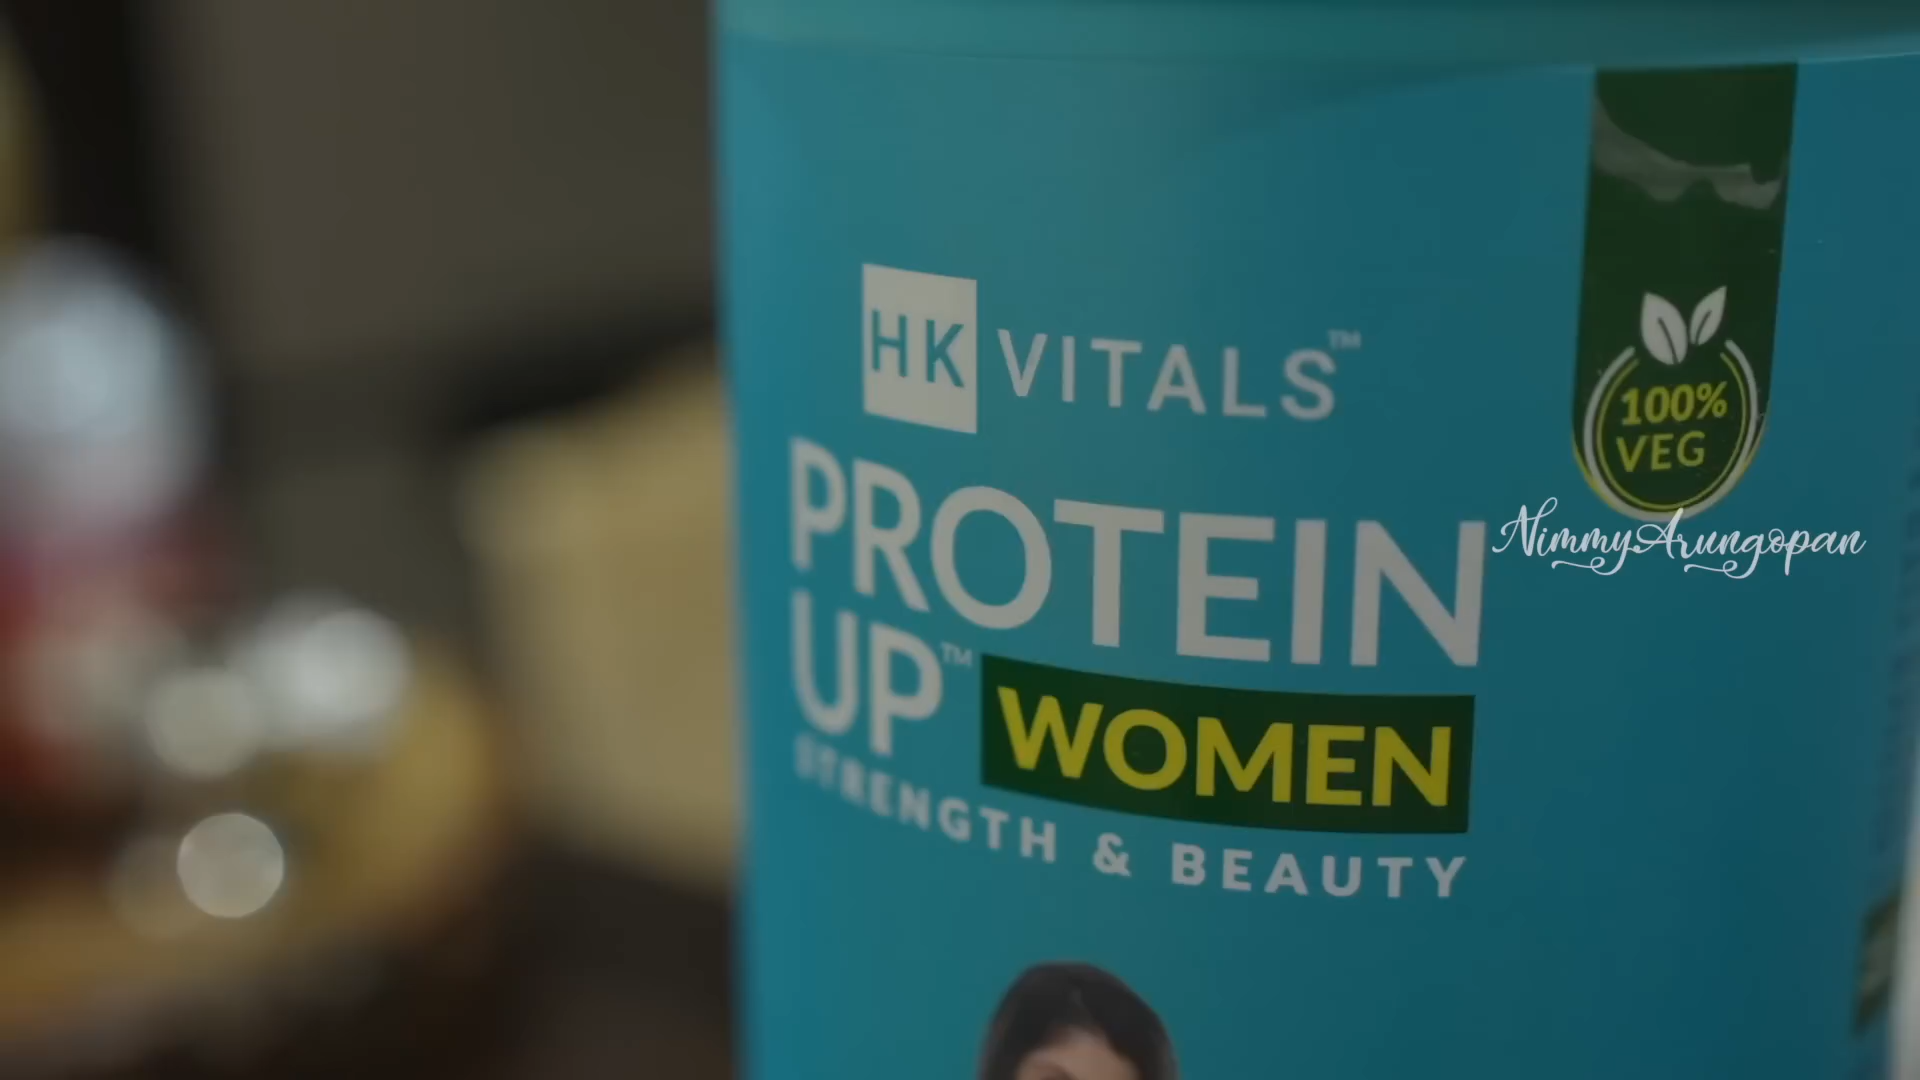 HK VITALS™
100%
VEG
PROTEIN
UP™ WOMEN
STRENGTH & BEAUTY
NimmyArungopan